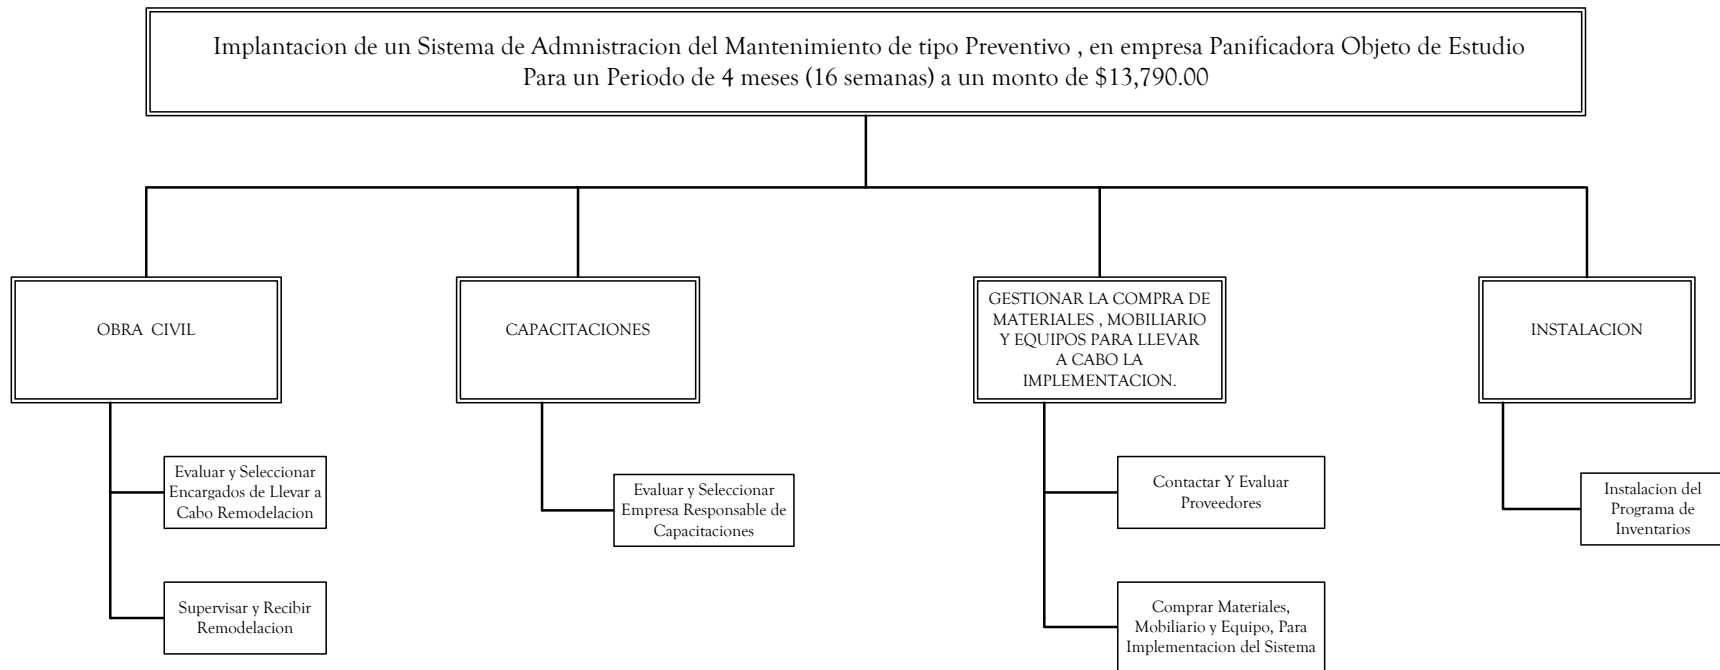 Implantacion de un Sistema de Admnistracion del Mantenimiento de tipo Preventivo , en empresa Panificadora Objeto de Estudio
Para un Periodo de 4 meses (16 semanas) a un monto de $13,790.00
OBRA CIVIL
CAPACITACIONES
GESTIONAR LA COMPRA DE
MATERIALES , MOBILIARIO
Y EQUIPOS PARA LLEVAR
A CABO LA
IMPLEMENTACION.
INSTALACION
Evaluar y Seleccionar
Encargados de Llevar a
Cabo Remodelacion
Evaluar y Seleccionar
Empresa Responsable de
Capacitaciones
Contactar Y Evaluar
Proveedores
Instalacion del
Programa de
Inventarios
Supervisar y Recibir
Remodelacion
Comprar Materiales,
Mobiliario y Equipo, Para
Implementacion del Sistema